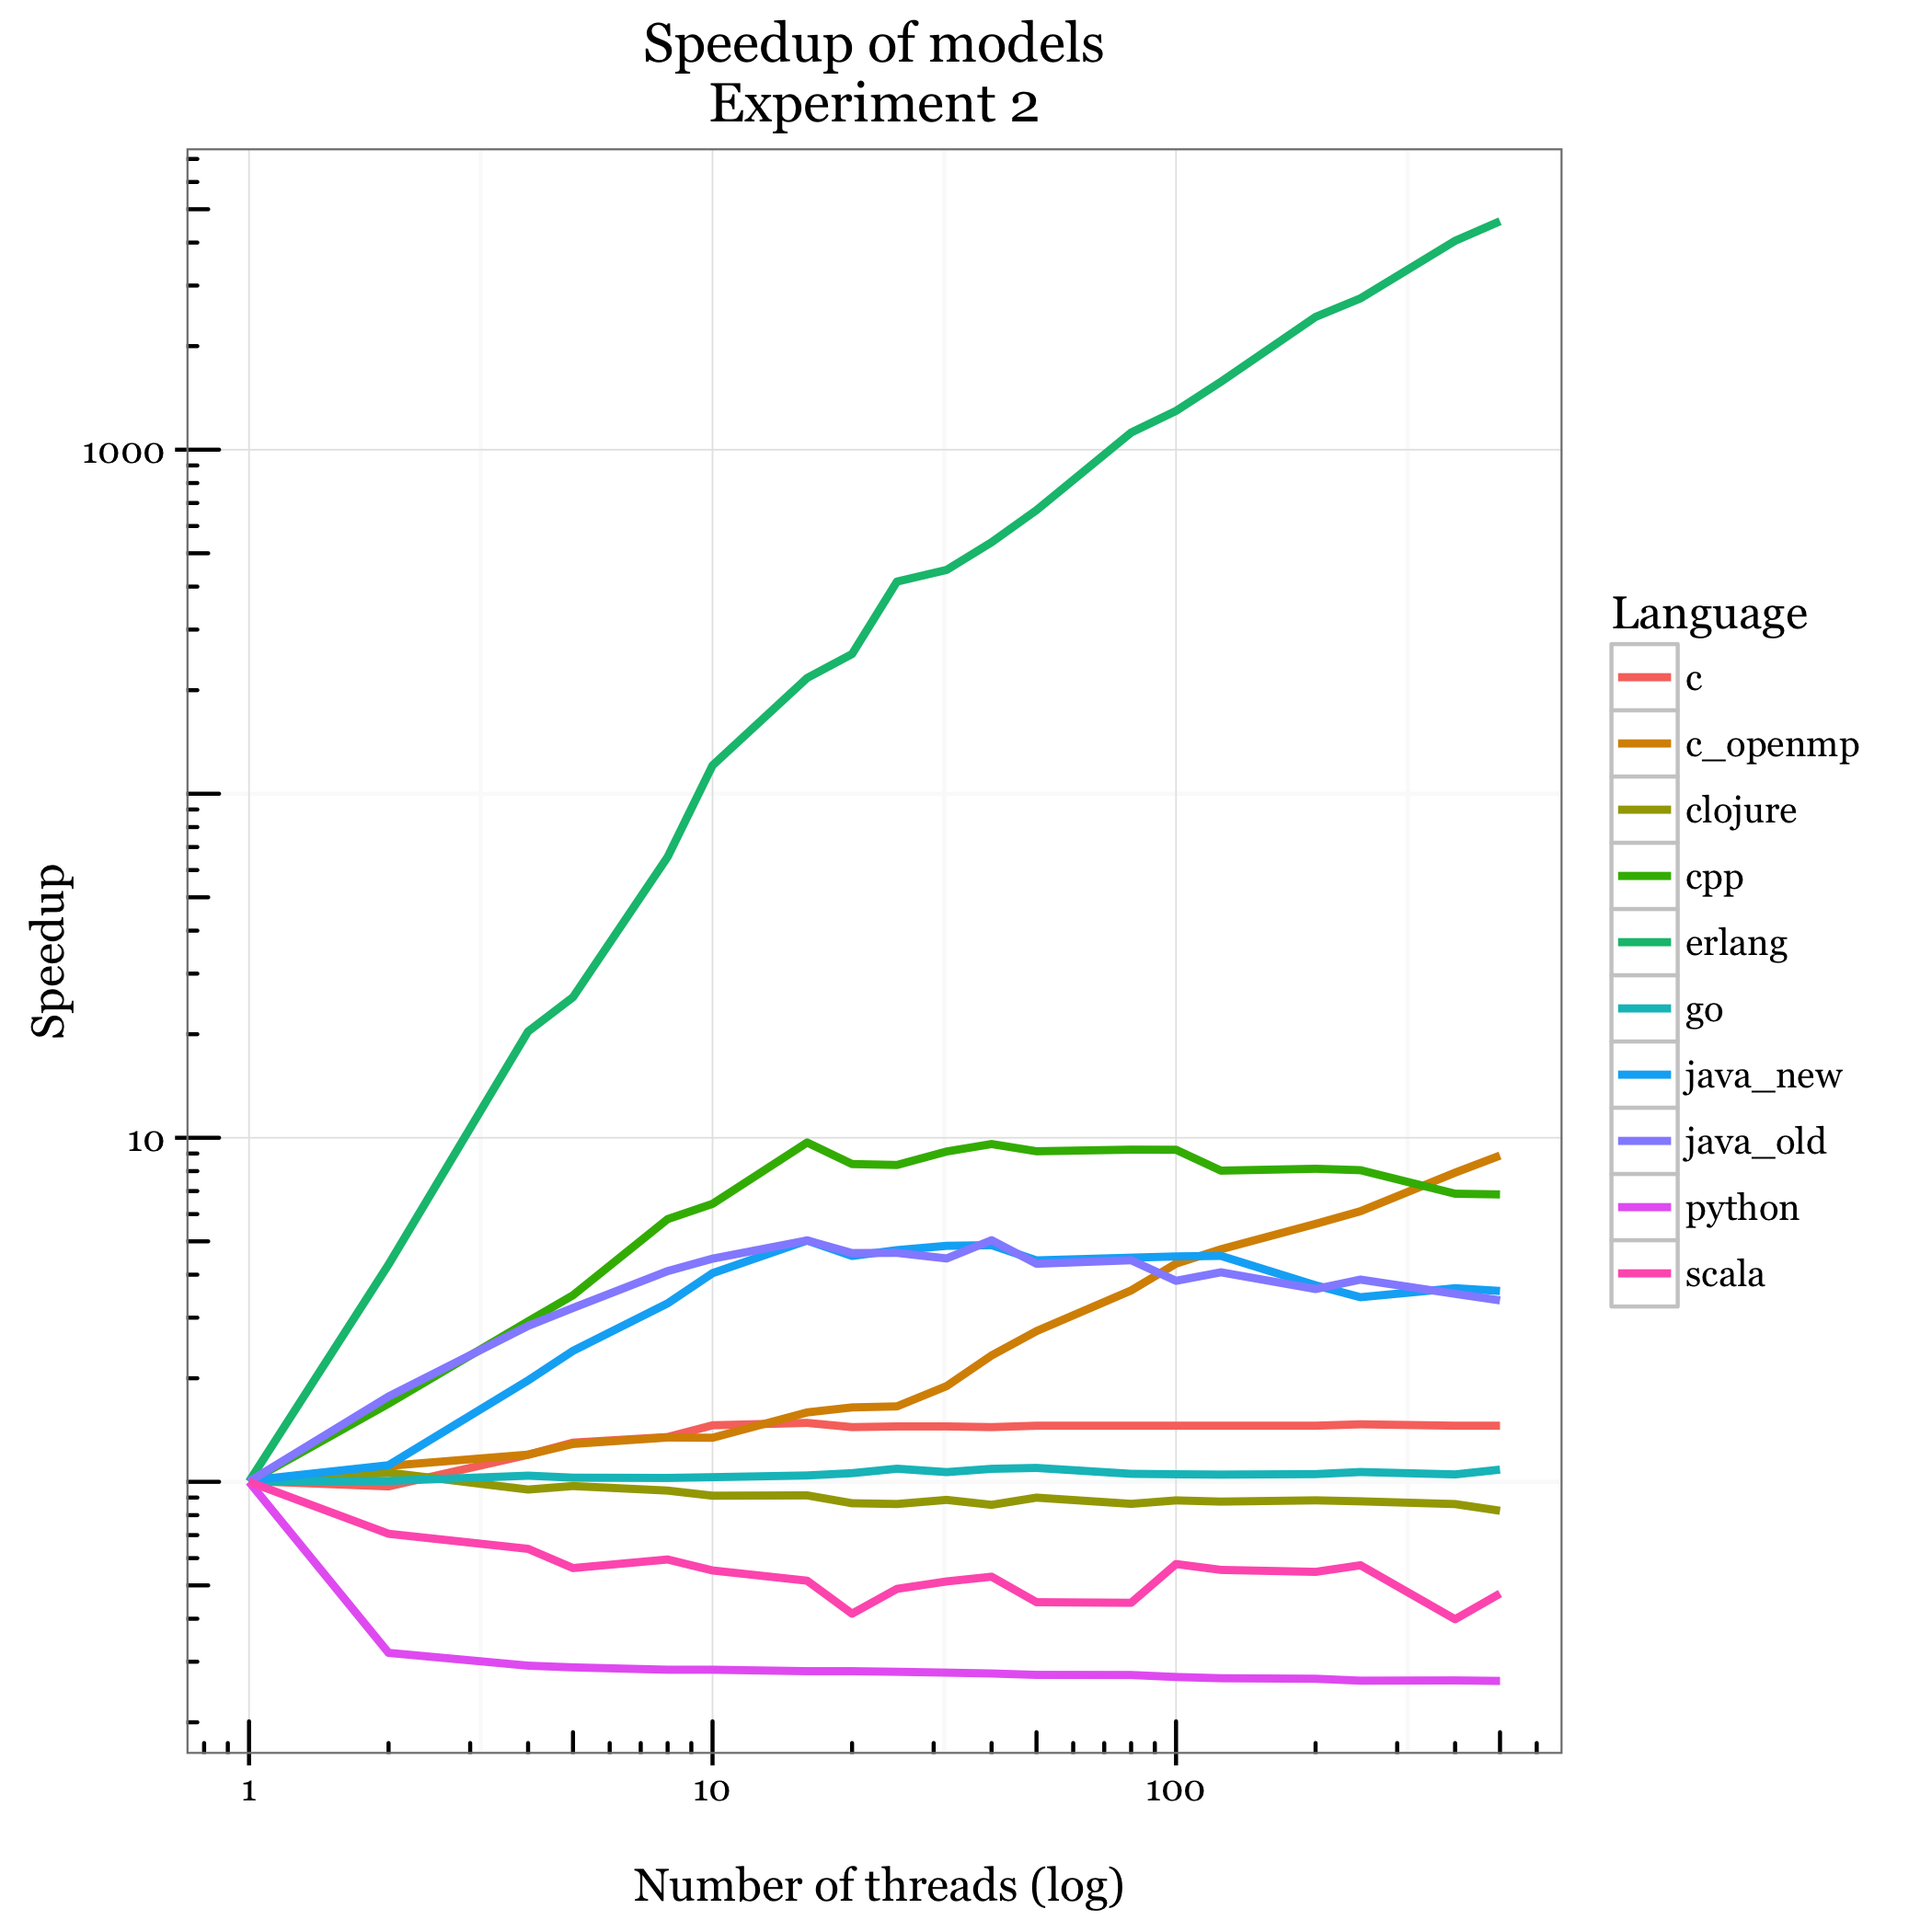 Speedup of models
Experiment 2
Speedup
1000
10
1
10
100
Number of threads (log)
Language
c
c_openmp
clojure
cpp
erlang
go
java_new
java_old
python
scala